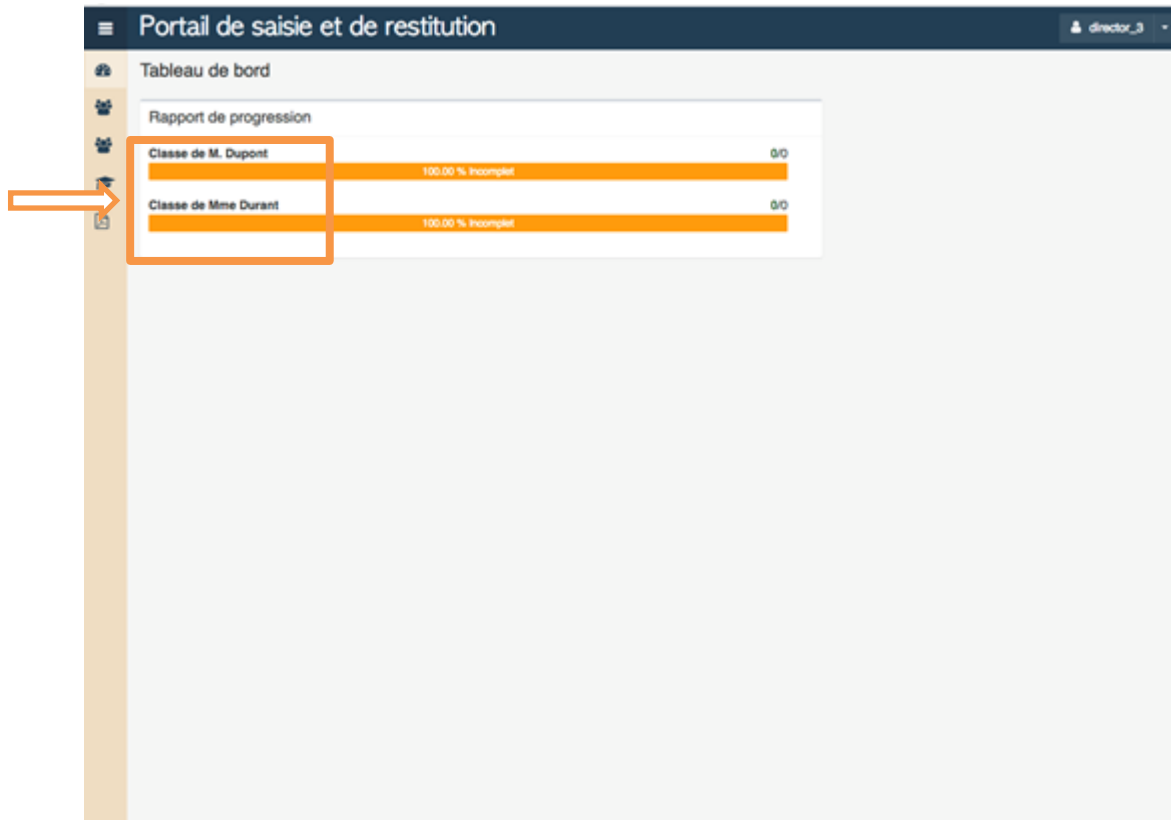 Portail de saisie et de restitution
director_3
Tableau de bord
Rapport de progression
Classe de M. Dupont 0/0
100.00 % Incomplet
Classe de Mme Durant 0/0
100.00 % Incomplet